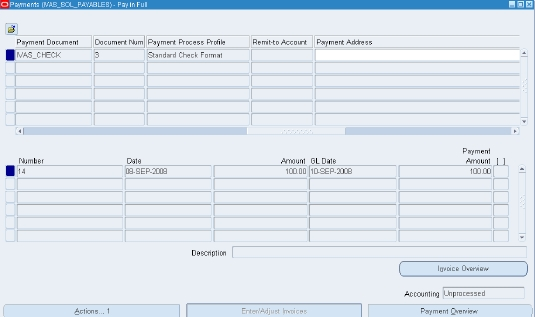 Payments (IVAS_SOL_PAYABLES) - Pay in Full
Payment Document Document Num Payment Process Profile Remit-to Account Payment Address
IVAS_CHECK 3 Standard Check Format
Number Date Amount GL Date Payment Amount [ ]
14 08-SEP-2008 100.00 10-SEP-2008 100.00
Description
Invoice Overview
Accounting Unprocessed
Actions... 1 Enter/Adjust Invoices Payment Overview